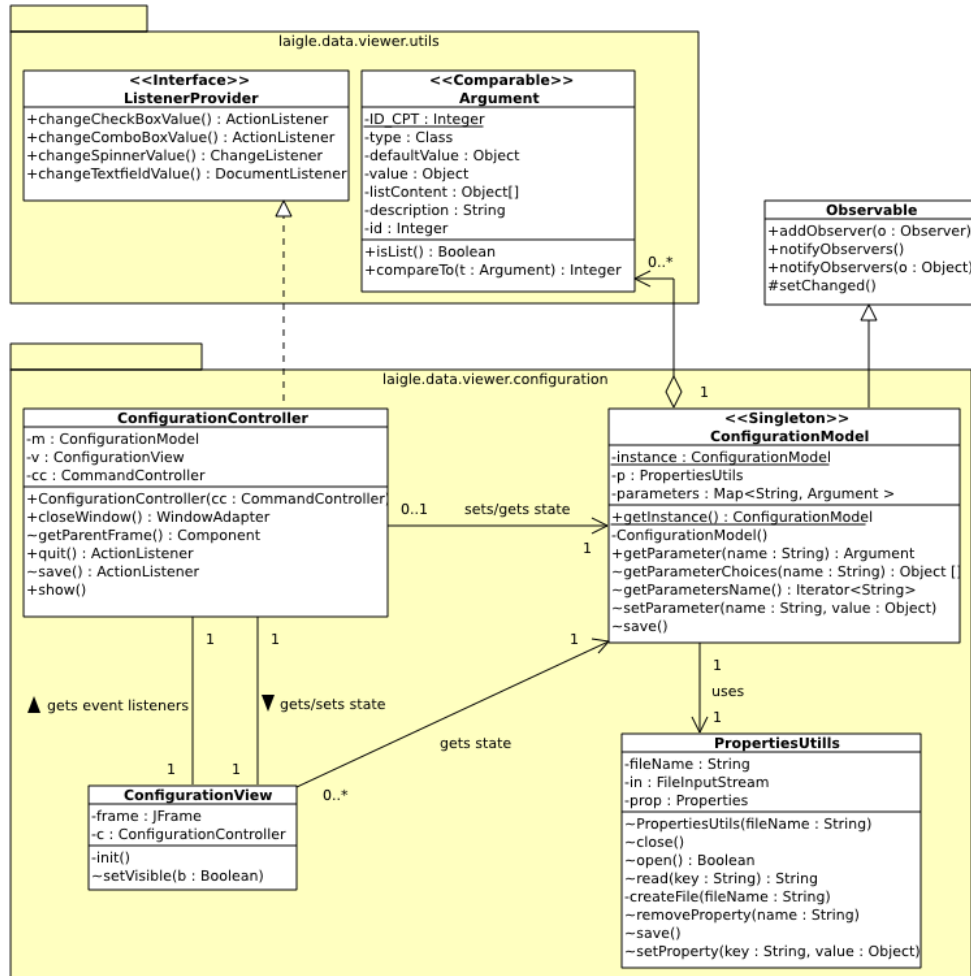 laigle.data.viewer.utils
<<Interface>>
ListenerProvider
+changeCheckBoxValue() : ActionListener
+changeComboBoxValue() : ActionListener
+changeSpinnerValue() : ChangeListener
+changeTextfieldValue() : DocumentListener
<<Comparable>>
Argument
-ID_CPT : Integer
-type : Class
-defaultValue : Object
-value : Object
-listContent : Object[]
-description : String
-id : Integer
+isList() : Boolean
+compareTo(t : Argument) : Integer
0..*
1
Observable
+addObserver(o : Observer)
+notifyObservers()
+notifyObservers(o : Object)
#setChanged()
laigle.data.viewer.configuration
ConfigurationController
-m : ConfigurationModel
-v : ConfigurationView
-cc : CommandController
+ConfigurationController(cc : CommandController)
+closeWindow() : WindowAdapter
~getParentFrame() : Component
+quit() : ActionListener
~save() : ActionListener
+show()
0..1
sets/gets state
1
<<Singleton>>
ConfigurationModel
-instance : ConfigurationModel
-p : PropertiesUtils
-parameters : Map<String, Argument >
+getInstance() : ConfigurationModel
-ConfigurationModel()
+getParameter(name : String) : Argument
~getParameterChoices(name : String) : Object []
~getParametersName() : Iterator<String>
~setParameter(name : String, value : Object)
~save()
1
1
1
gets event listeners
gets/sets state
1
1
gets state
0..*
1
uses
1
ConfigurationView
-frame : JFrame
-c : ConfigurationController
-init()
~setVisible(b : Boolean)
PropertiesUtills
-fileName : String
-in : FileInputStream
-prop : Properties
~PropertiesUtils(fileName : String)
~close()
~open() : Boolean
~read(key : String) : String
-createFile(fileName : String)
~removeProperty(name : String)
~save()
~setProperty(key : String, value : Object)